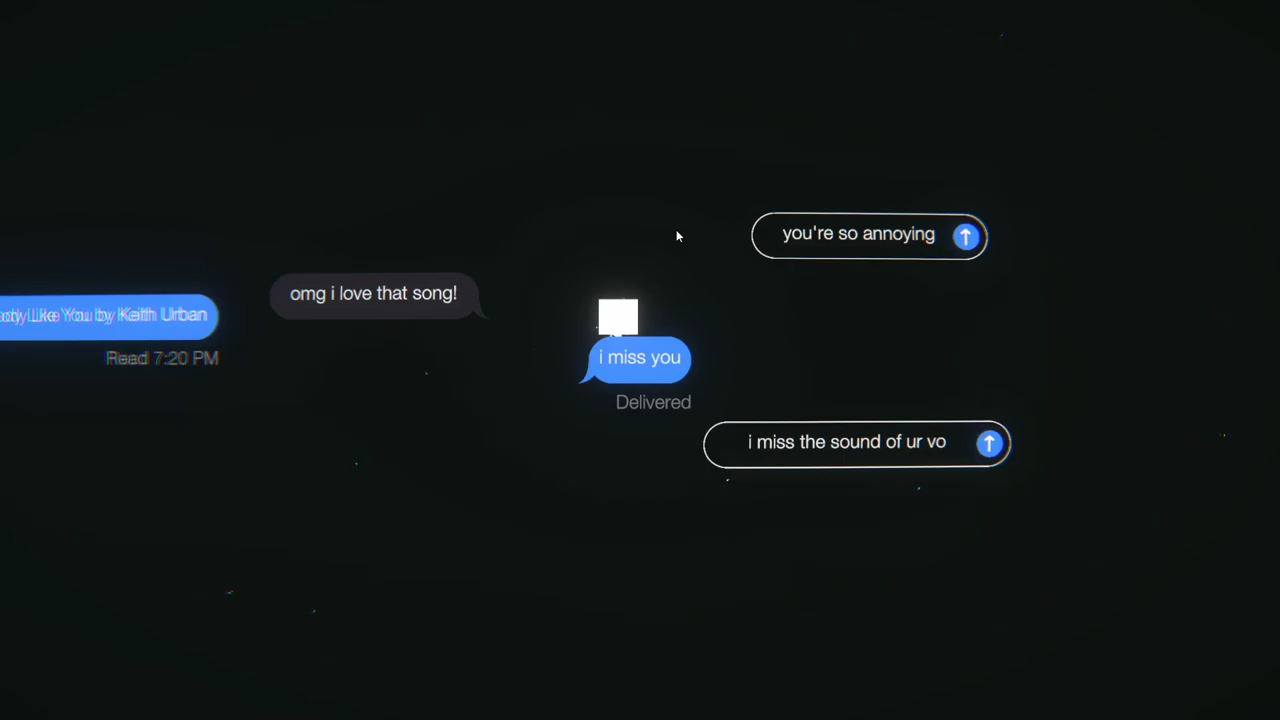 you're so annoying
omg i love that song!
Like You by Keith Urban
i miss you
Read 7:20 PM
Delivered
i miss the sound of ur vo